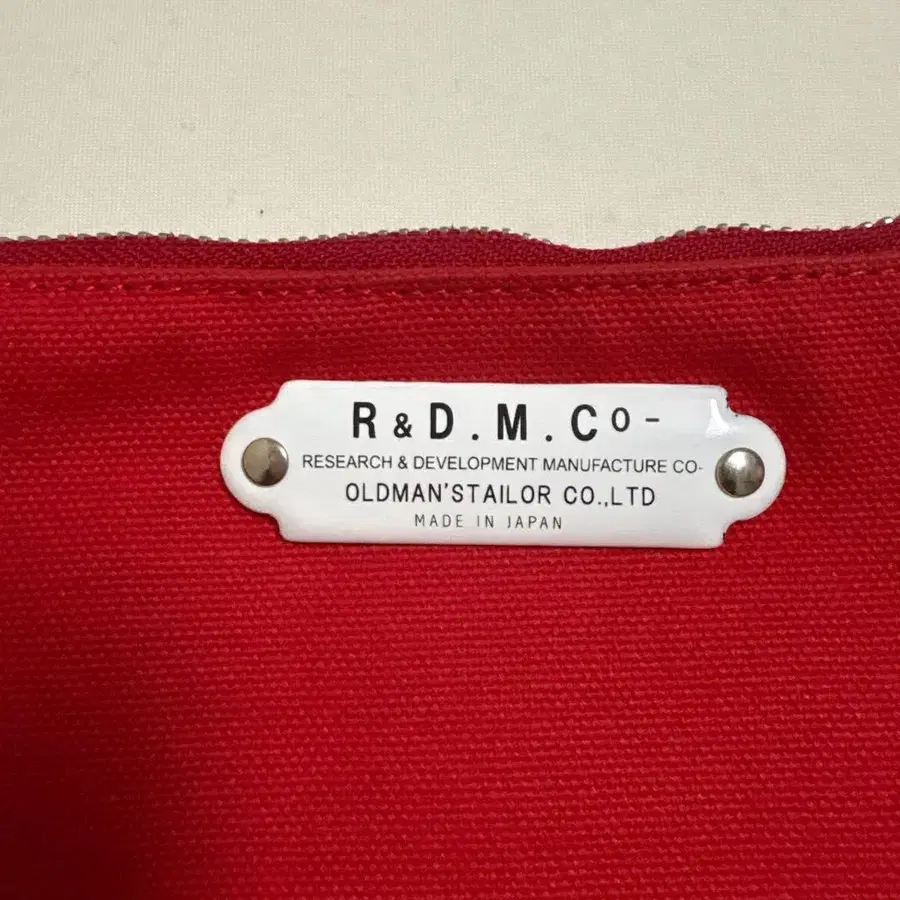 R & D . M . Co -
RESEARCH & DEVELOPMENT MANUFACTURE CO-
OLDMAN'STAILOR CO.,LTD
MADE IN JAPAN